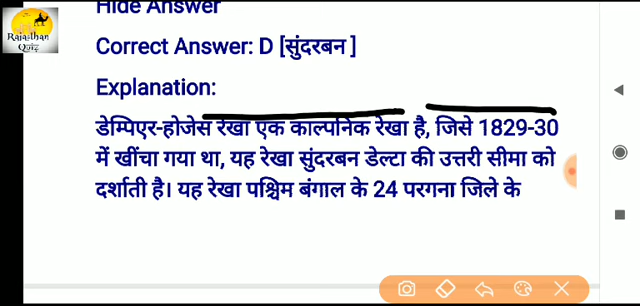 Hide Answer
Rajasthan
Quiz
Correct Answer: D [सुंदरबन ]
Explanation:
डेम्पिएर-होजेस रेखा एक काल्पनिक रेखा है, जिसे 1829-30
में खींचा गया था, यह रेखा सुंदरबन डेल्टा की उत्तरी सीमा को
दर्शाती है। यह रेखा पश्चिम बंगाल के 24 परगना जिले के